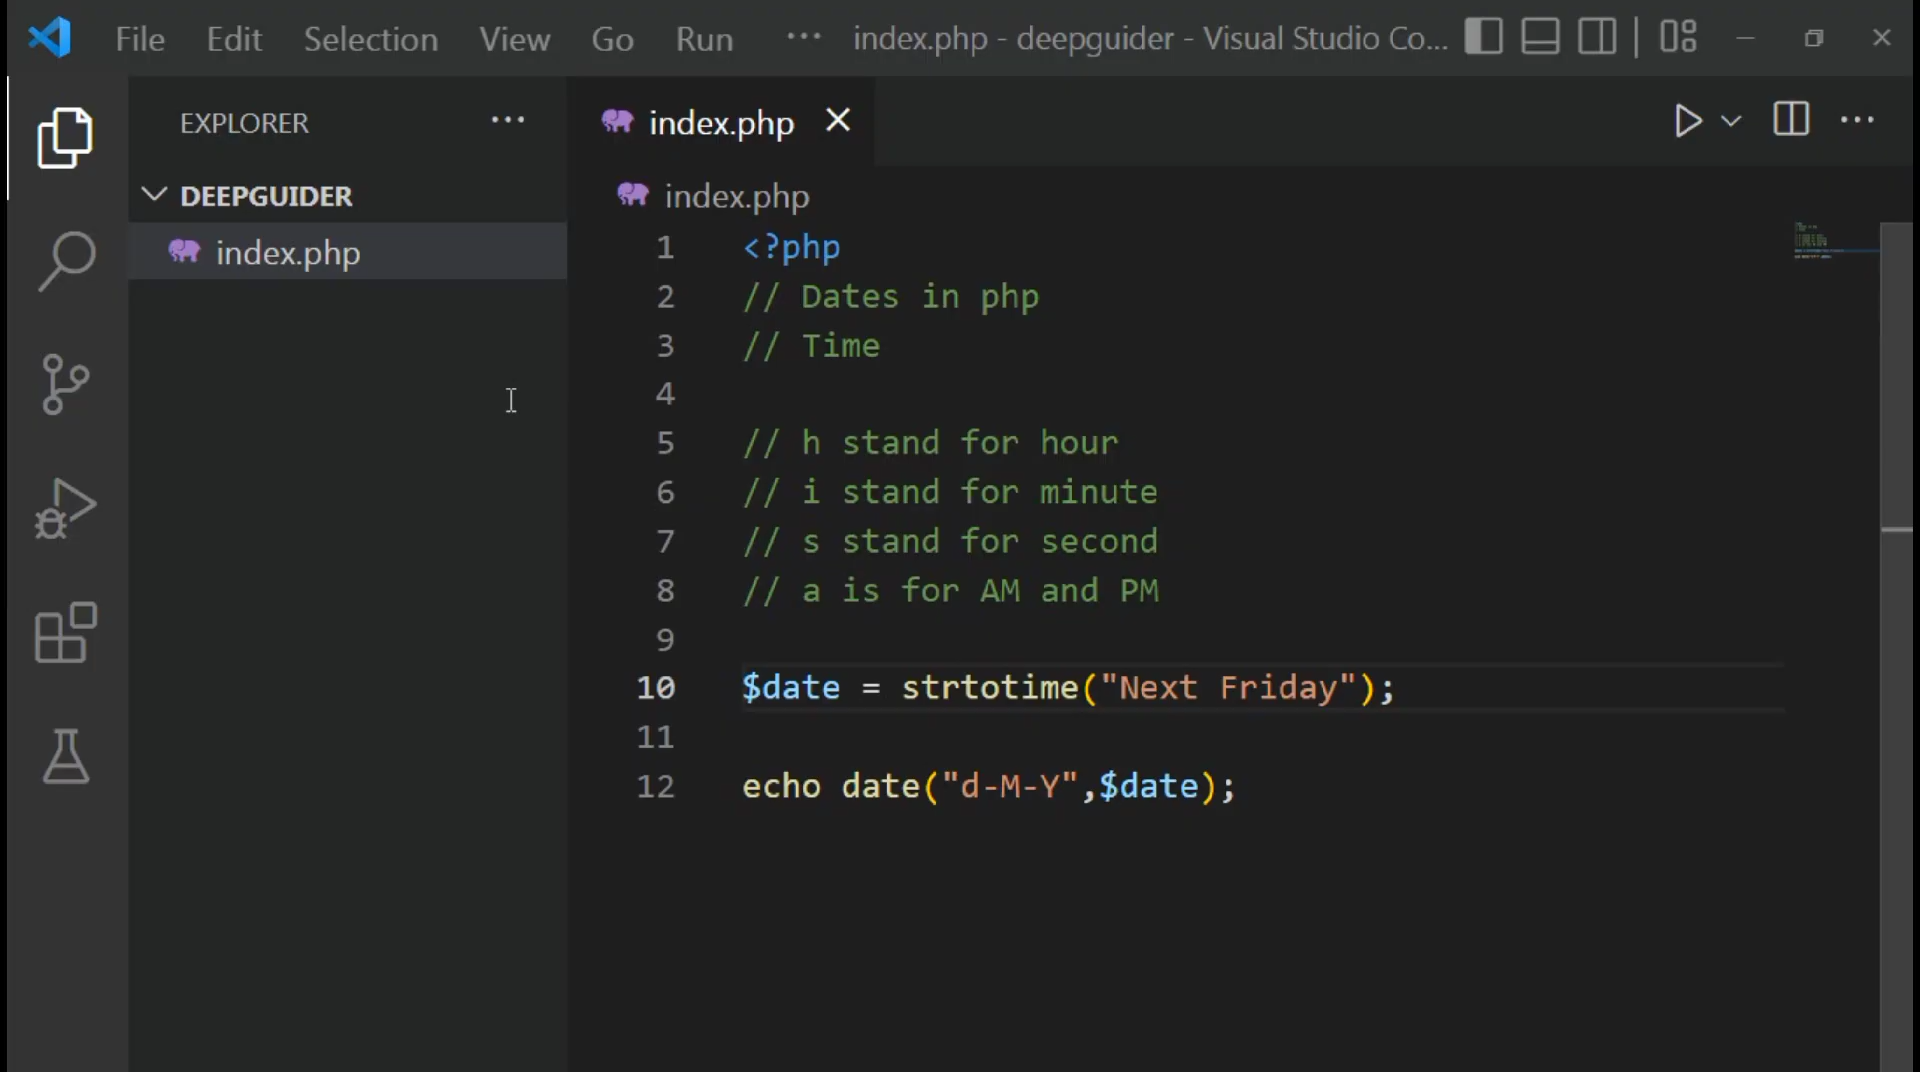 File Edit Selection View Go Run ··· index.php - deepguider - Visual Studio Co...
EXPLORER ···
index.php
DEEPGUIDER
index.php
index.php
1 <?php
2 // Dates in php
3 // Time
4
5 // h stand for hour
6 // i stand for minute
7 // s stand for second
8 // a is for AM and PM
9
10 $date = strtotime("Next Friday");
11
12 echo date("d-M-Y",$date);